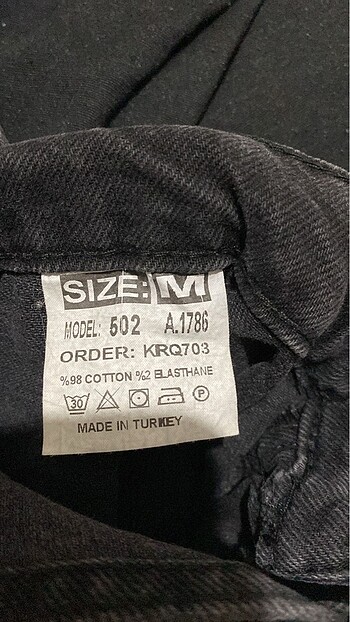 SIZE: M
MODEL: 502 A.1786
ORDER: KRQ703
%98 COTTON %2 ELASTHANE
30 P
MADE IN TURKEY